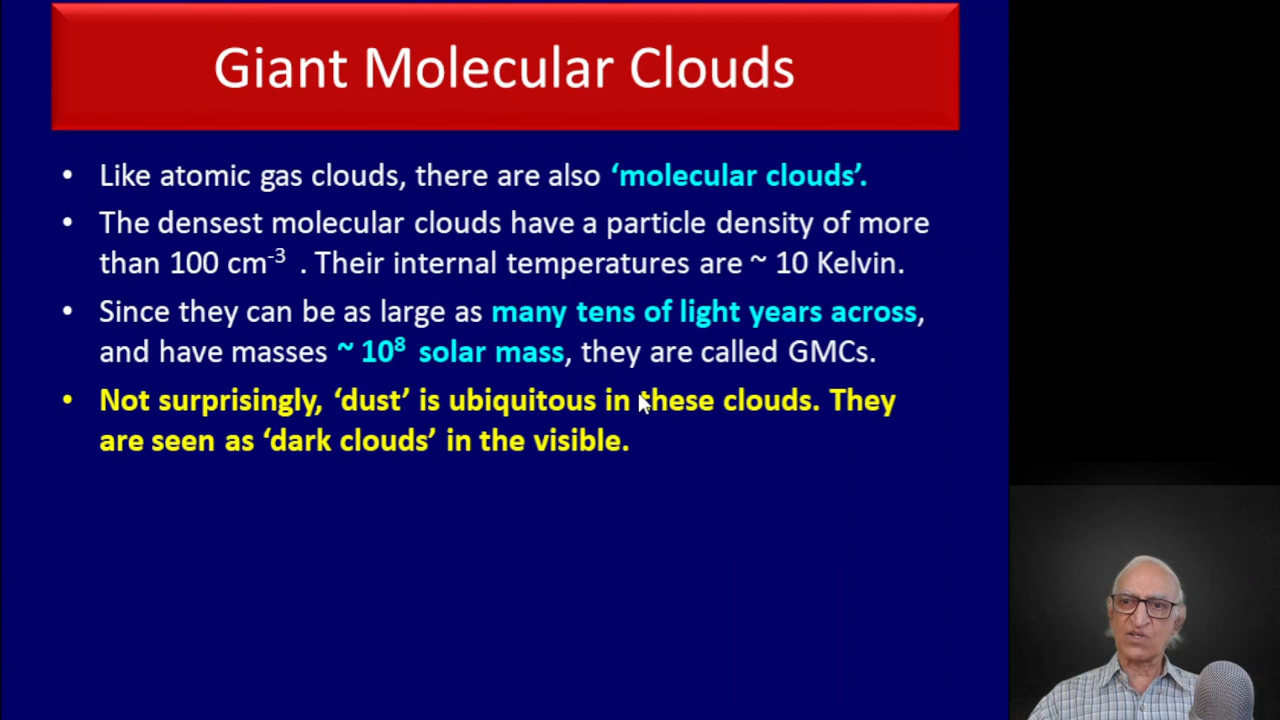 Giant Molecular Clouds
• Like atomic gas clouds, there are also ‘molecular clouds’.
• The densest molecular clouds have a particle density of more
than 100 cm⁻³ . Their internal temperatures are ~ 10 Kelvin.
• Since they can be as large as many tens of light years across,
and have masses ~ 10⁸ solar mass, they are called GMCs.
• Not surprisingly, ‘dust’ is ubiquitous in these clouds. They
are seen as ‘dark clouds’ in the visible.